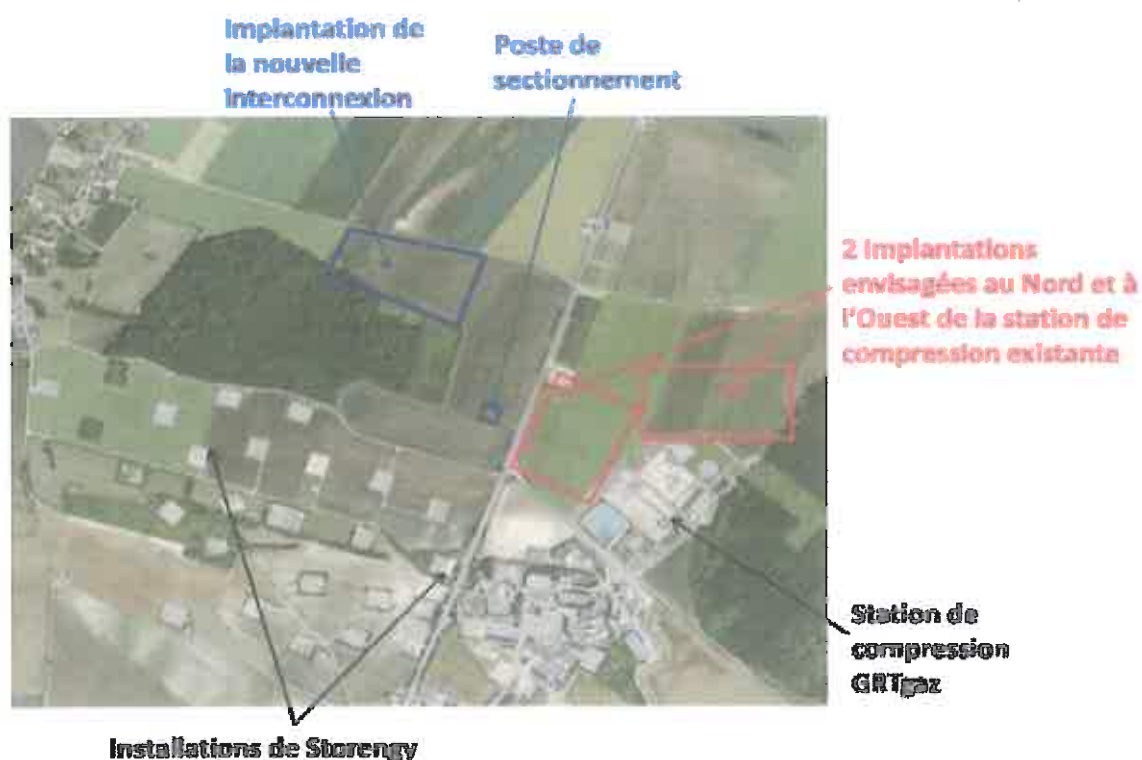 Implantation de
la nouvelle
Interconnexion
Poste de
sectionnement
2 Implantations
envisagées au Nord et à
l'Ouest de la station de
compression existante
Station de
compression
GRTgaz
Installations de Storengy